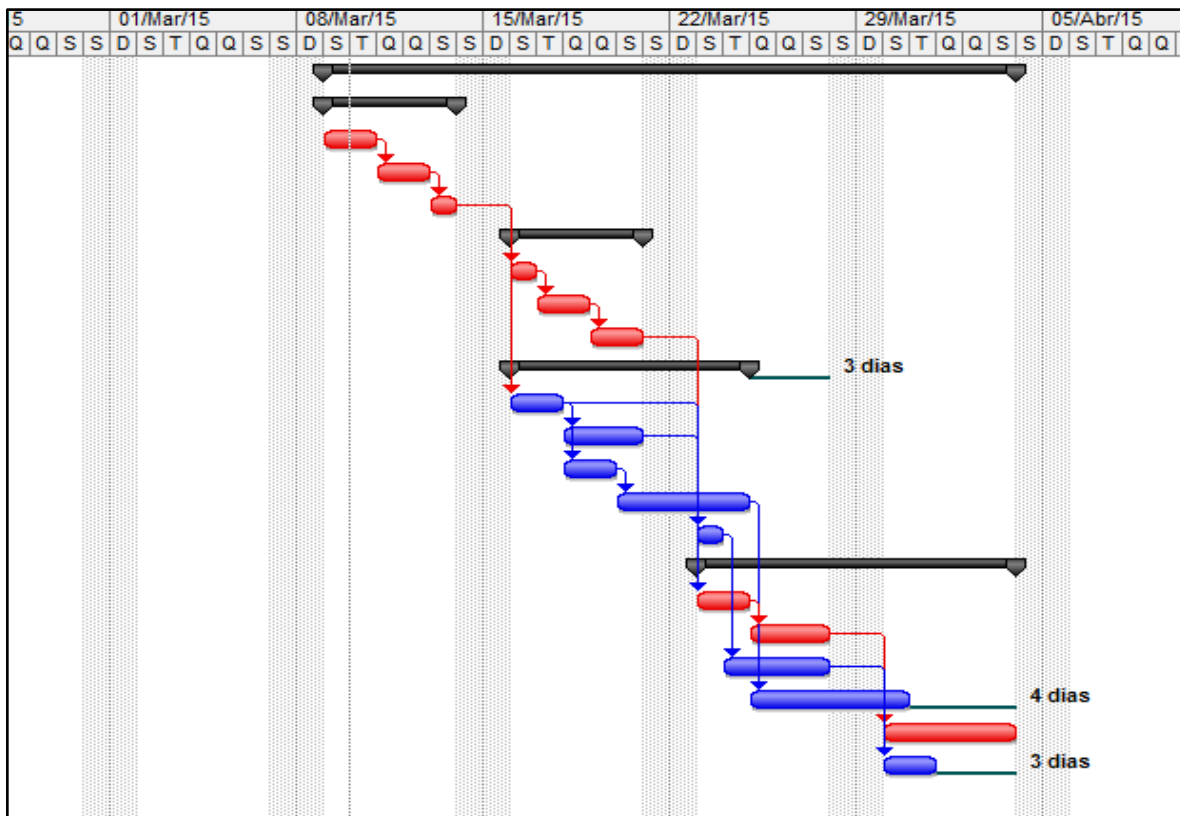 5 01/Mar/15 08/Mar/15 15/Mar/15 22/Mar/15 29/Mar/15 05/Abr/15
Q Q S S D S T Q Q S S D S T Q Q S S D S T Q Q S S D S T Q Q S S D S T Q Q S S D S T Q Q
3 dias
4 dias
3 dias